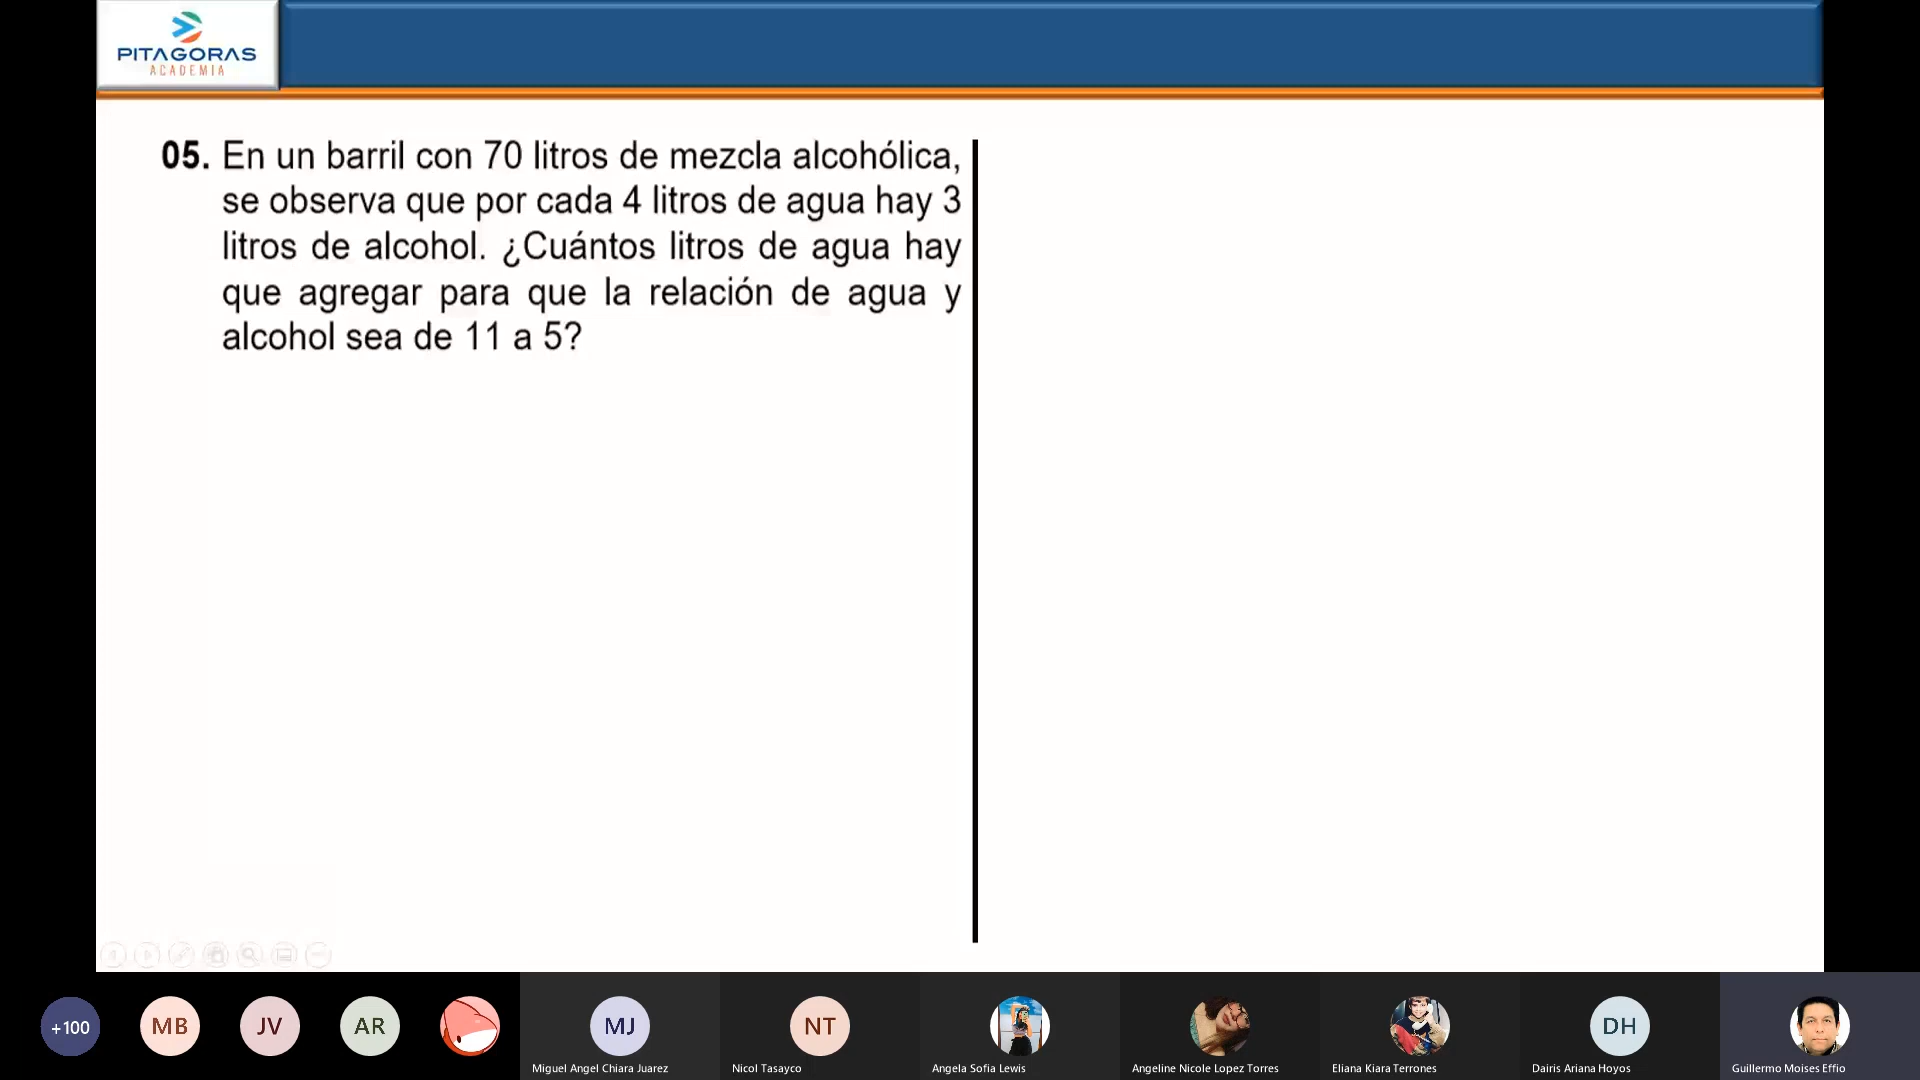 PITAGORAS
ACADEMIA
05. En un barril con 70 litros de mezcla alcohólica,
se observa que por cada 4 litros de agua hay 3
litros de alcohol. ¿Cuántos litros de agua hay
que agregar para que la relación de agua y
alcohol sea de 11 a 5?
+100
MB
JV
AR
MJ
NT
DH
Miguel Angel Chiara Juarez
Nicol Tasayco
Angela Sofia Lewis
Angeline Nicole Lopez Torres
Eliana Kiara Terrones
Dairis Ariana Hoyos
Guillermo Moises Effio